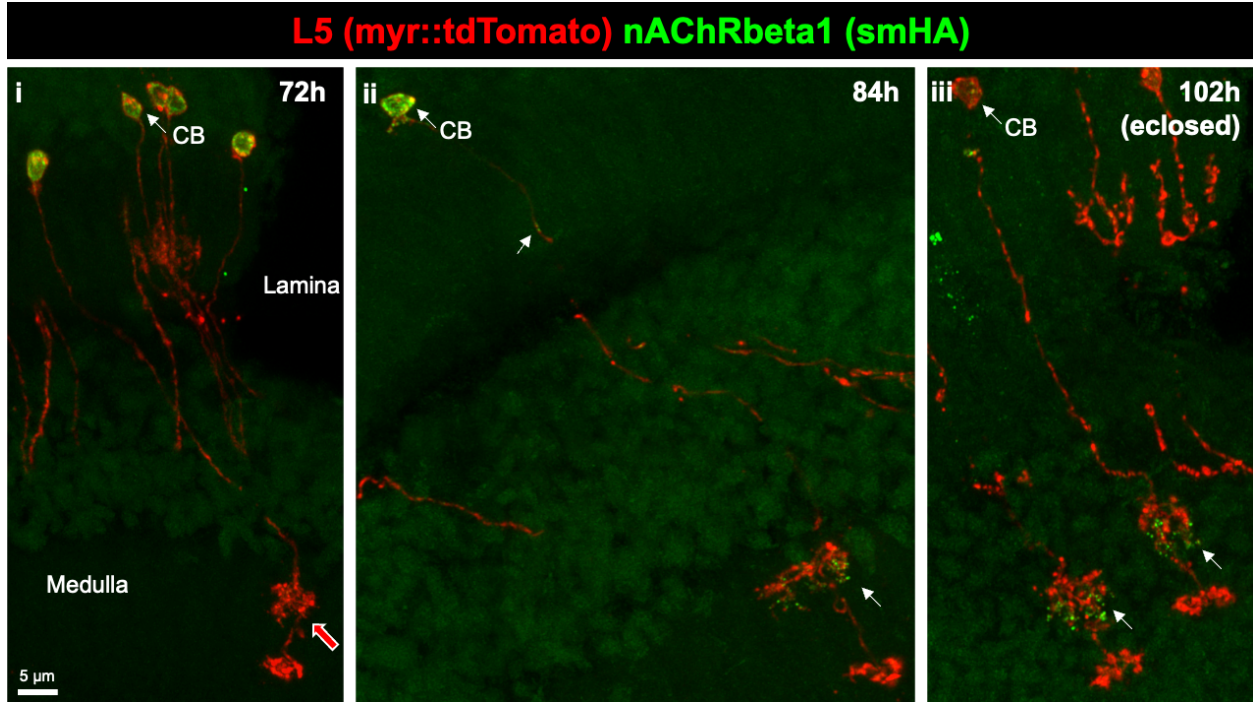 L5 (myr::tdTomato) nAChRbeta1 (smHA)
i
72h
CB
Lamina
Medulla
5 µm
ii
84h
CB
iii
102h
(eclosed)
CB